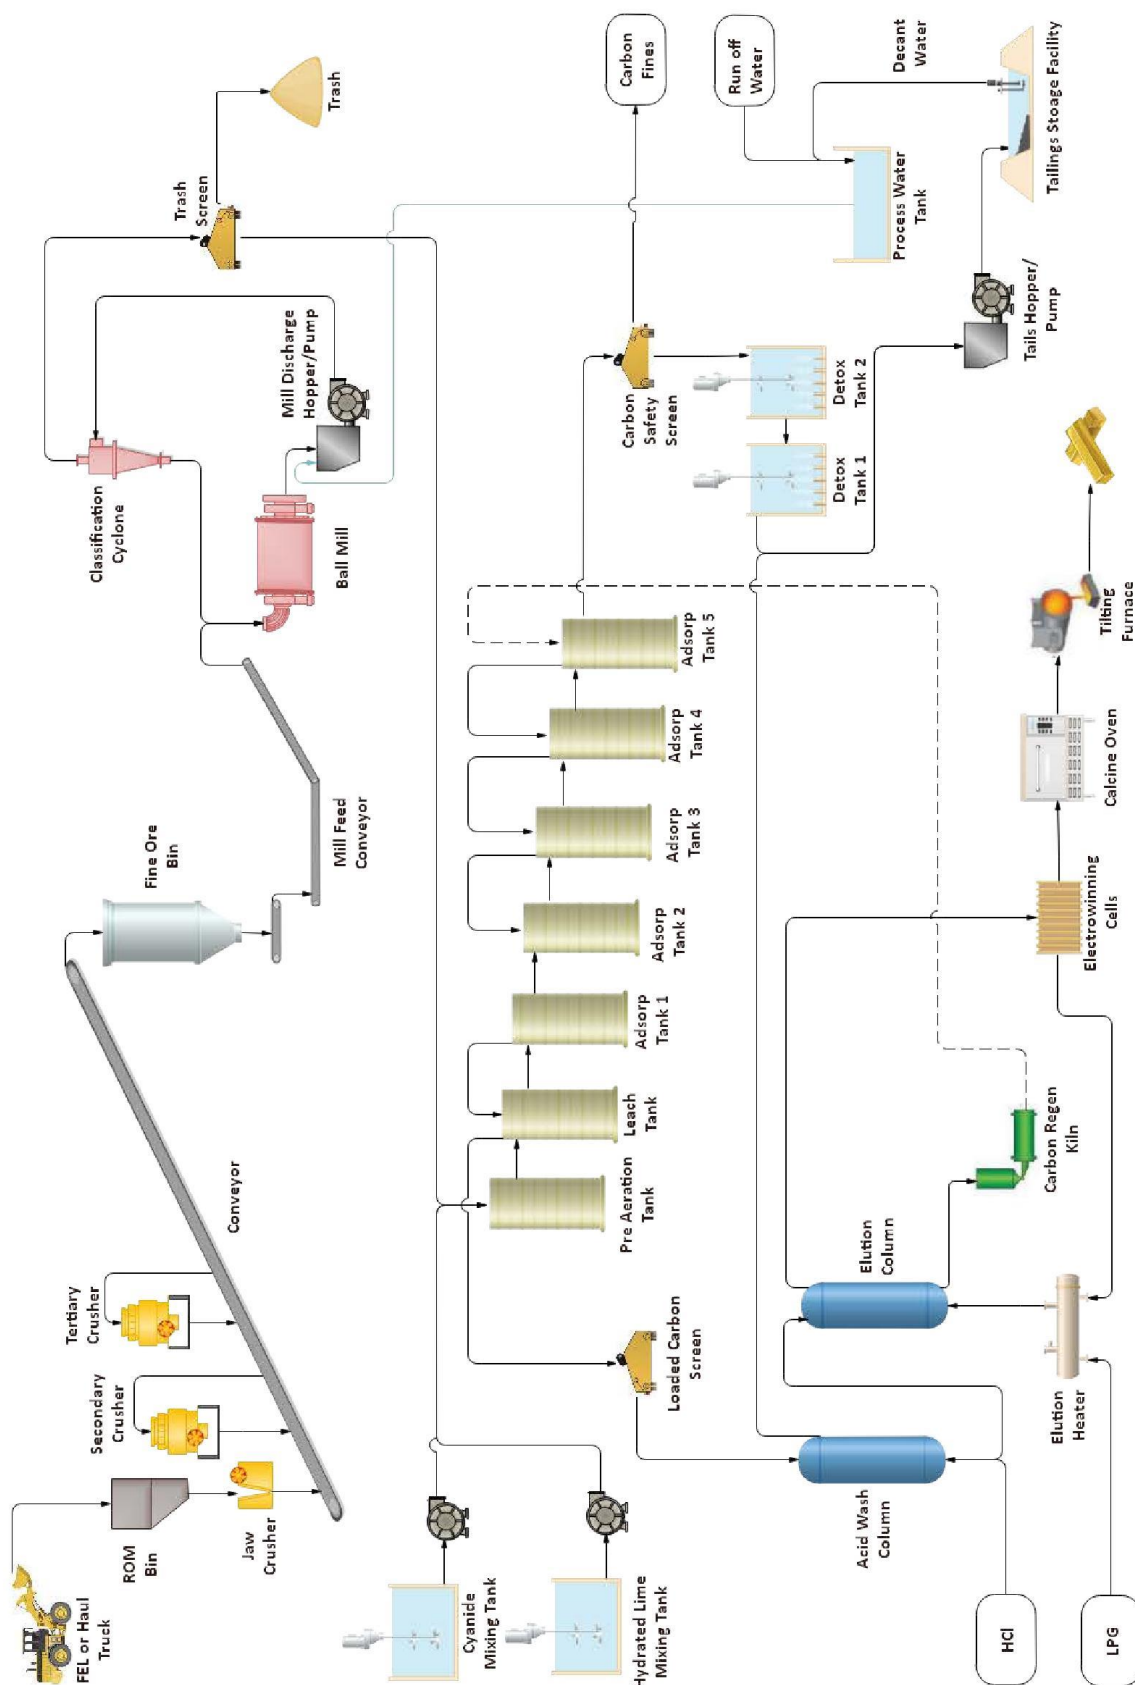 FEL or Haul
Truck
ROM
Bin
Jaw
Crusher
Secondary
Crusher
Tertiary
Crusher
Conveyor
Fine Ore
Bin
Mill Feed
Conveyor
Classification
Cyclone
Ball Mill
Mill Discharge
Hopper/Pump
Trash
Screen
Trash
Cyanide
Mixing Tank
Hydrated Lime
Mixing Tank
Loaded Carbon
Screen
Pre Aeration
Tank
Leach
Tank
Adsorp
Tank 1
Adsorp
Tank 2
Adsorp
Tank 3
Adsorp
Tank 4
Adsorp
Tank 5
Carbon
Safety
Screen
Carbon
Fines
Detox
Tank 1
Detox
Tank 2
Run off
Water
Process Water
Tank
Decant
Water
Tails Hopper/
Pump
Tailings Stoage Facility
HCl
LPG
Acid Wash
Column
Elution
Column
Elution
Heater
Carbon Regen
Kiln
Electrowinning
Cells
Calcine Oven
Tilting
Furnace